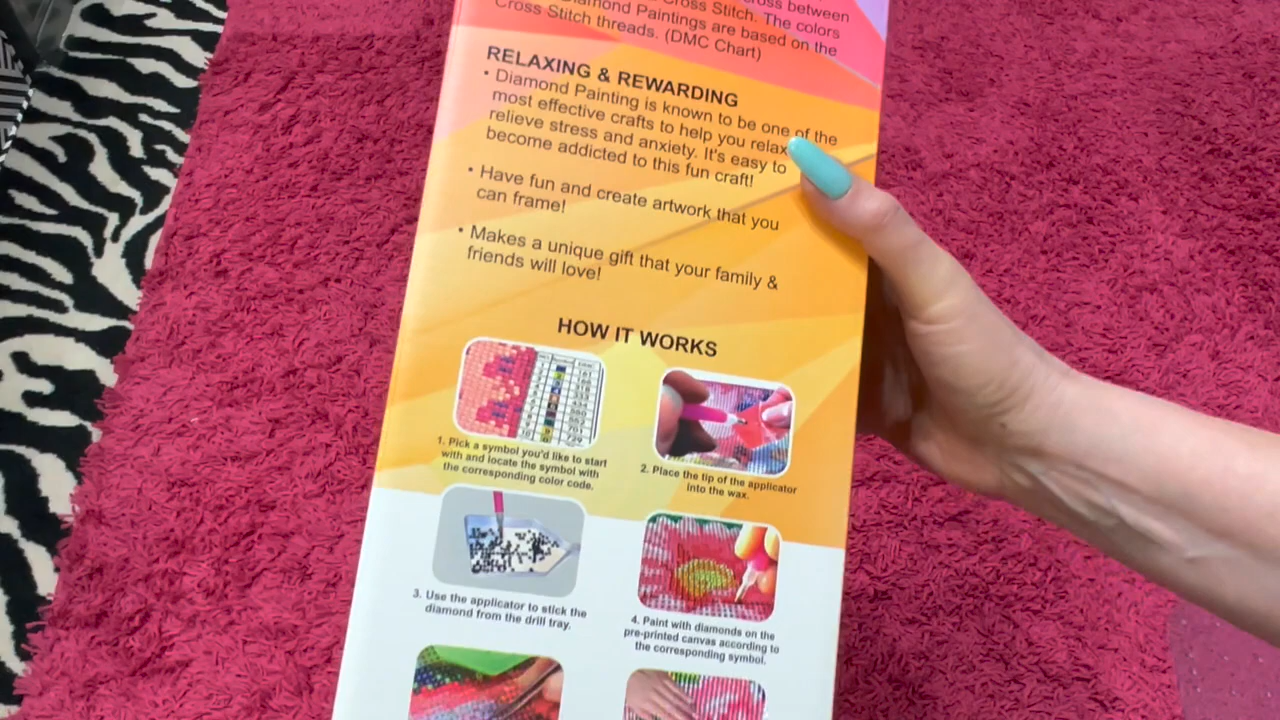 between
Cross Stitch. The colors
Diamond Paintings are based on the
Cross Stitch threads. (DMC Chart)
RELAXING & REWARDING
• Diamond Painting is known to be one of the
most effective crafts to help you relax
relieve stress and anxiety. It's easy to
become addicted to this fun craft!
• Have fun and create artwork that you
can frame!
• Makes a unique gift that your family &
friends will love!
HOW IT WORKS
1. Pick a symbol you'd like to start
with and locate the symbol with
the corresponding color code.
2. Place the tip of the applicator
into the wax.
3. Use the applicator to stick the
diamond from the drill tray.
4. Paint with diamonds on the
pre-printed canvas according to
the corresponding symbol.